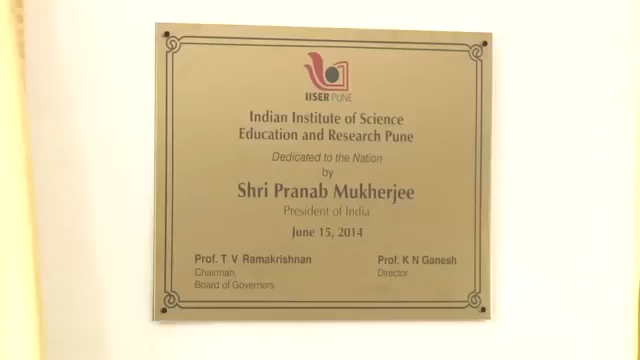 IISER PUNE
Indian Institute of Science
Education and Research Pune
Dedicated to the Nation
by
Shri Pranab Mukherjee
President of India
June 15, 2014
Prof. T V Ramakrishnan
Chairman,
Board of Governors
Prof. K N Ganesh
Director